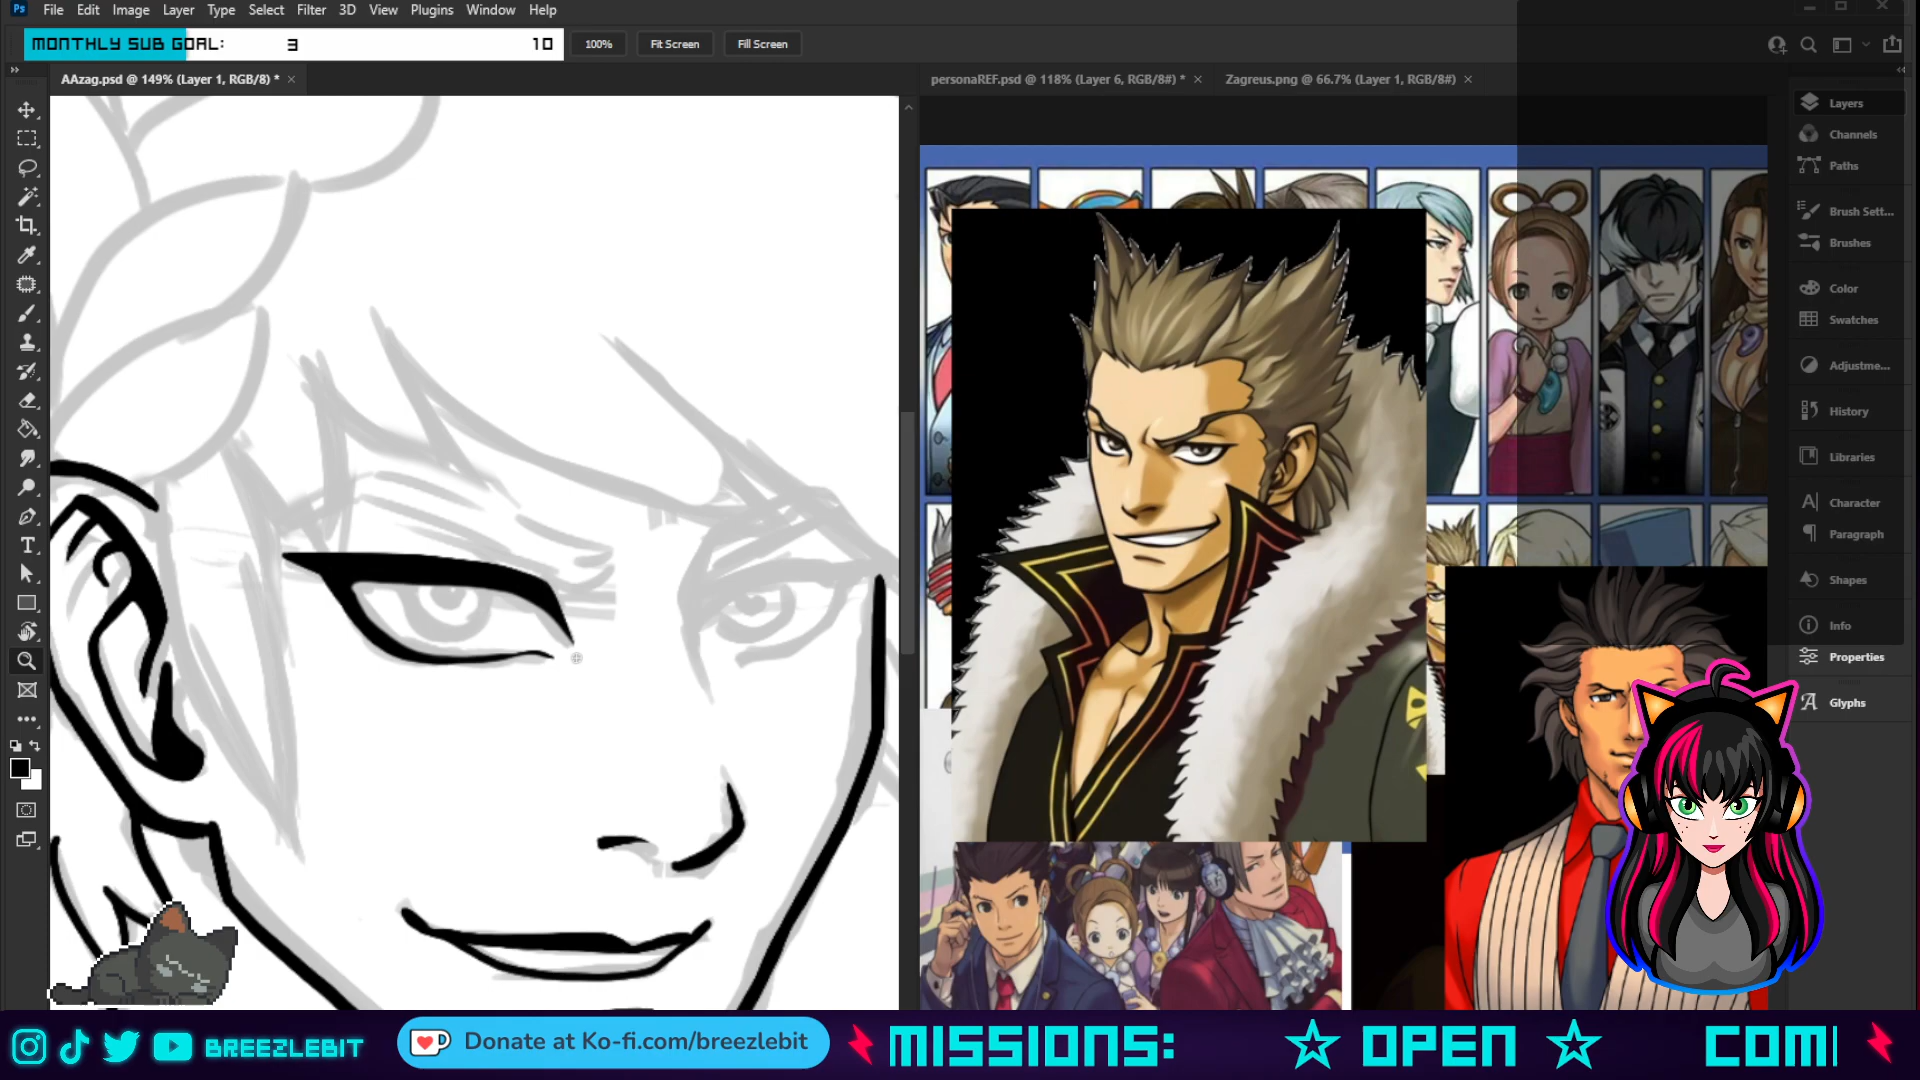 Ps File Edit Image Layer Type Select Filter 3D View Plugins Window Help
MONTHLY SUB GOAL: 3 10 100% Fit Screen Fill Screen
AAzag.psd @ 149% (Layer 1, RGB/8) * × personaREF.psd @ 118% (Layer 6, RGB/8#) * × Zagreus.png @ 66.7% (Layer 1, RGB/8#) ×
Layers
Channels
Paths
Brush Sett...
Brushes
Color
Swatches
Adjustme...
History
Libraries
Character
Paragraph
Shapes
Info
Properties
Glyphs
BREEZLEBIT Donate at Ko-fi.com/breezlebit MISSIONS: ☆ OPEN ☆ COMI